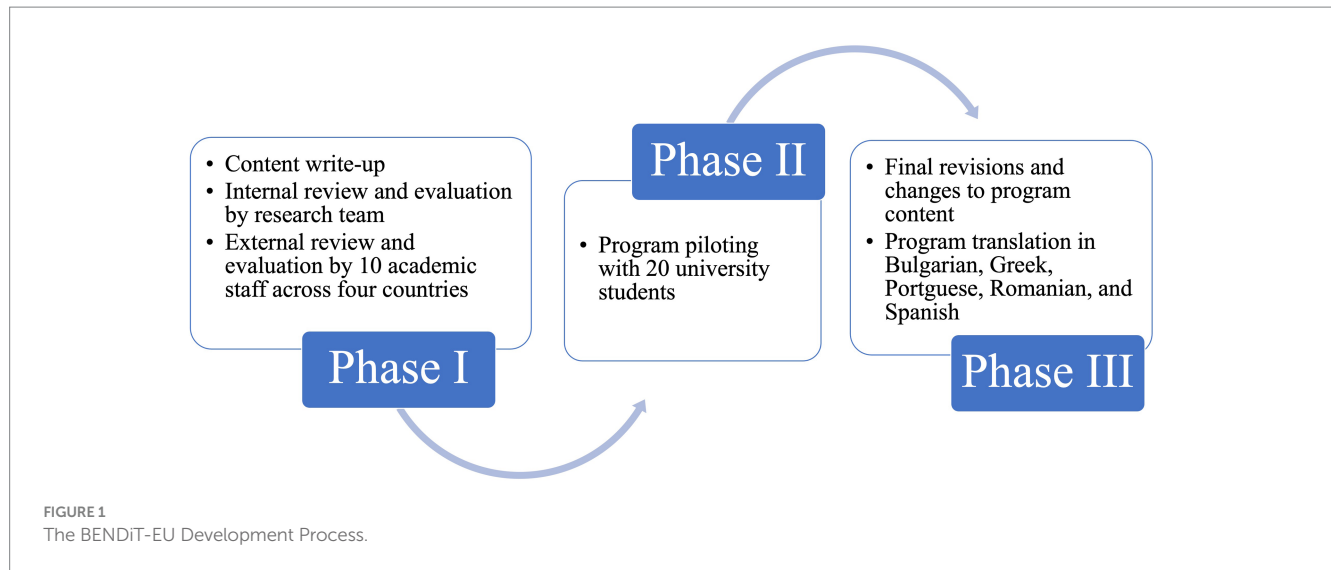 • Content write-up
• Internal review and evaluation
by research team
• External review and
evaluation by 10 academic
staff across four countries
Phase I
Phase II
• Program piloting
with 20 university
students
• Final revisions and
changes to program
content
• Program translation in
Bulgarian, Greek,
Portguese, Romanian, and
Spanish
Phase III
FIGURE 1
The BENDiT-EU Development Process.